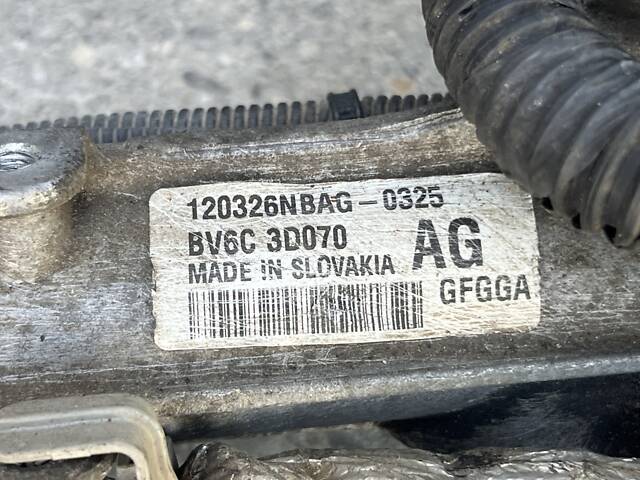 120326NBAG-0325
BV6C 3D070 AG
MADE IN SLOVAKIA
GFGGA